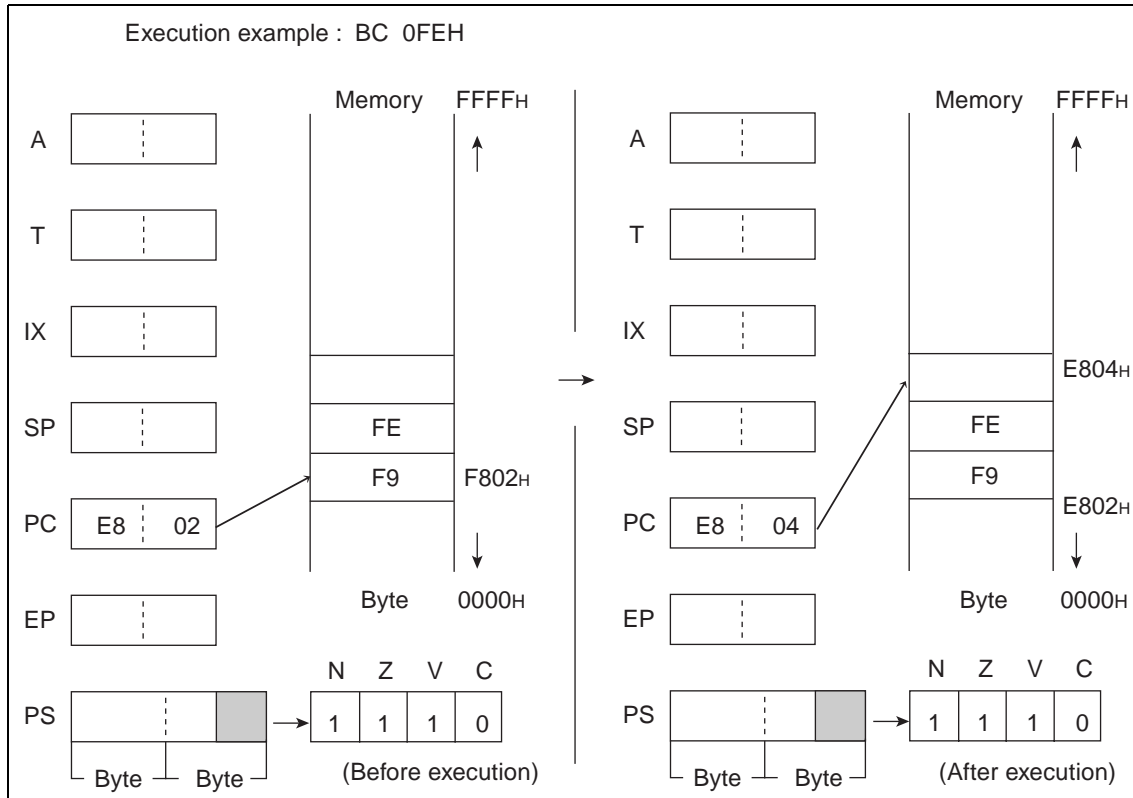 Execution example : BC 0FEH
Memory FFFFH
A
T
IX
SP
FE
F9 F802H
PC E8 02
Byte 0000H
EP
N Z V C
PS 1 1 1 0
Byte Byte (Before execution)
Memory FFFFH
A
T
IX
E804H
SP
FE
F9
E802H
PC E8 04
Byte 0000H
EP
N Z V C
PS 1 1 1 0
Byte Byte (After execution)